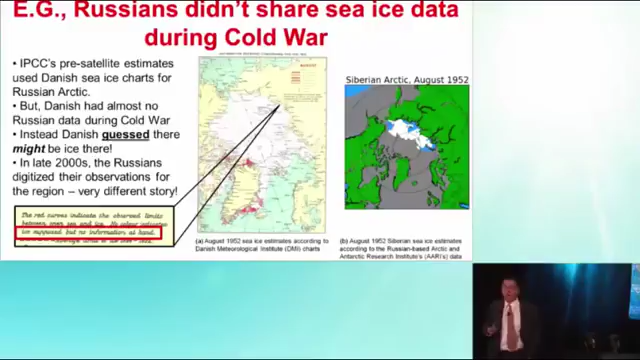 E.G., Russians didn't share sea ice data
during Cold War
• IPCC's pre-satellite estimates
used Danish sea ice charts for
Russian Arctic.
• But, Danish had almost no
Russian data during Cold War
• Instead Danish guessed there
might be ice there!
• In late 2000s, the Russians
digitized their observations for
the region – very different story!
The red curves indicate the observed limits
between open sea and ice. No colour indicates
ice supposed but no information at hand.
(a) August 1952 sea ice estimates according to
Danish Meteorological Institute (DMI) charts
Siberian Arctic, August 1952
(b) August 1952 Siberian sea ice estimates
according to the Russian-based Arctic and
Antarctic Research Institute's (AARI's) data